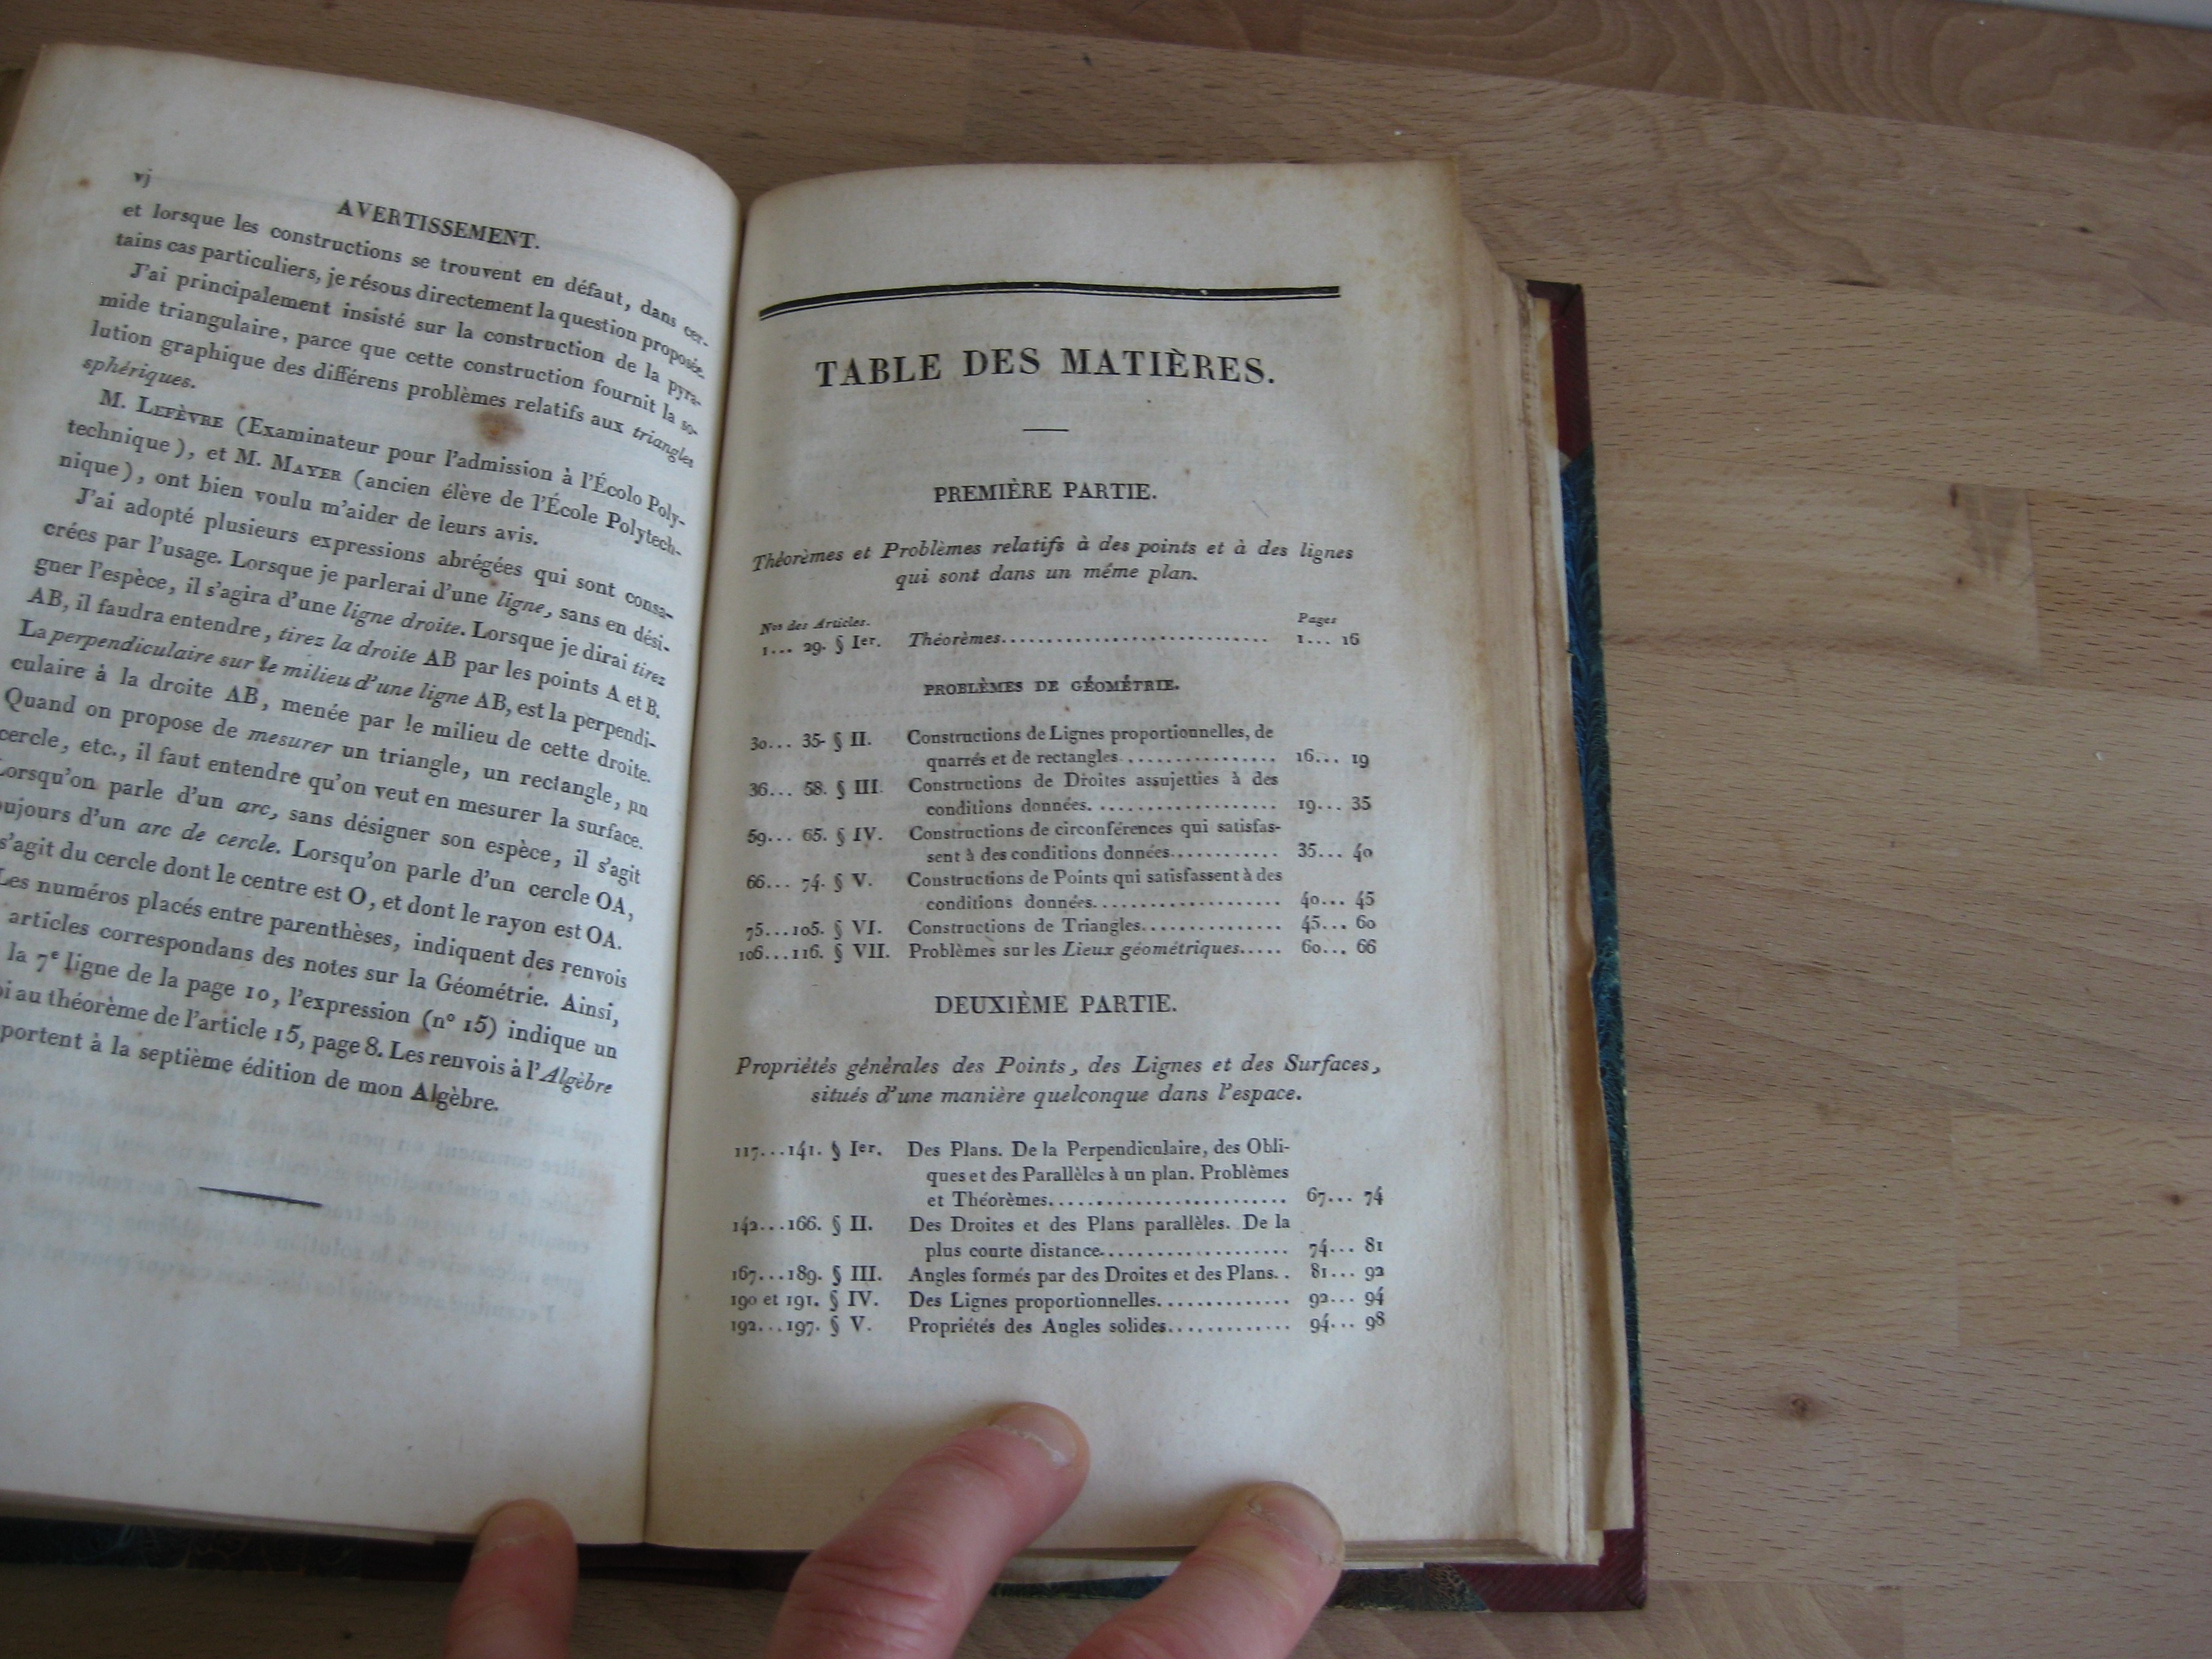 vj
AVERTISSEMENT.
et lorsque les constructions se trouvent en défaut, dans cer-
tains cas particuliers, je résous directement la question proposée.
J'ai principalement insisté sur la construction de la pyra-
mide triangulaire, parce que cette construction fournit la so-
lution graphique des différens problèmes relatifs aux triangles
sphériques.
M. LEFÈVRE (Examinateur pour l'admission à l'Écolo Poly-
technique), et M. MAYER (ancien élève de l'École Polytech-
nique), ont bien voulu m'aider de leurs avis.
J'ai adopté plusieurs expressions abrégées qui sont consa-
crées par l'usage. Lorsque je parlerai d'une ligne, sans en dési-
gner l'espèce, il s'agira d'une ligne droite. Lorsque je dirai tirez
AB, il faudra entendre, tirez la droite AB par les points A et B.
La perpendiculaire sur le milieu d'une ligne AB, est la perpendi-
culaire à la droite AB, menée par le milieu de cette droite.
Quand on propose de mesurer un triangle, un rectangle, un
cercle, etc., il faut entendre qu'on veut en mesurer la surface.
Lorsqu'on parle d'un arc, sans désigner son espèce, il s'agit
oujours d'un arc de cercle. Lorsqu'on parle d'un cercle OA,
s'agit du cercle dont le centre est O, et dont le rayon est OA.
Les numéros placés entre parenthèses, indiquent des renvois
articles correspondans des notes sur la Géométrie. Ainsi,
la 7e ligne de la page 10, l'expression (n° 15) indique un
oi au théorème de l'article 15, page 8. Les renvois à l'Algèbre
portent à la septième édition de mon Algèbre.
TABLE DES MATIÈRES.
PREMIÈRE PARTIE.
Théorèmes et Problèmes relatifs à des points et à des lignes
qui sont dans un même plan.
Nos des Articles. Pages
1... 29. § Ier. Théorèmes............................ 1... 16
PROBLÈMES DE GÉOMÉTRIE.
30... 35. § II. Constructions de Lignes proportionnelles, de
quarrés et de rectangles................ 16... 19
36... 58. § III. Constructions de Droites assujetties à des
conditions données.................... 19... 35
59... 65. § IV. Constructions de circonférences qui satisfas-
sent à des conditions données............ 35... 40
66... 74. § V. Constructions de Points qui satisfassent à des
conditions données.................... 40... 45
75...105. § VI. Constructions de Triangles............... 45... 60
106...116. § VII. Problèmes sur les Lieux géométriques..... 60... 66
DEUXIÈME PARTIE.
Propriétés générales des Points, des Lignes et des Surfaces,
situés d'une manière quelconque dans l'espace.
117...141. § Ier. Des Plans. De la Perpendiculaire, des Obli-
ques et des Parallèles à un plan. Problèmes
et Théorèmes......................... 67... 74
142...166. § II. Des Droites et des Plans parallèles. De la
plus courte distance.................... 74... 81
167...189. § III. Angles formés par des Droites et des Plans.. 81... 92
190 et 191. § IV. Des Lignes proportionnelles.............. 92... 94
192...197. § V. Propriétés des Angles solides............. 94... 98